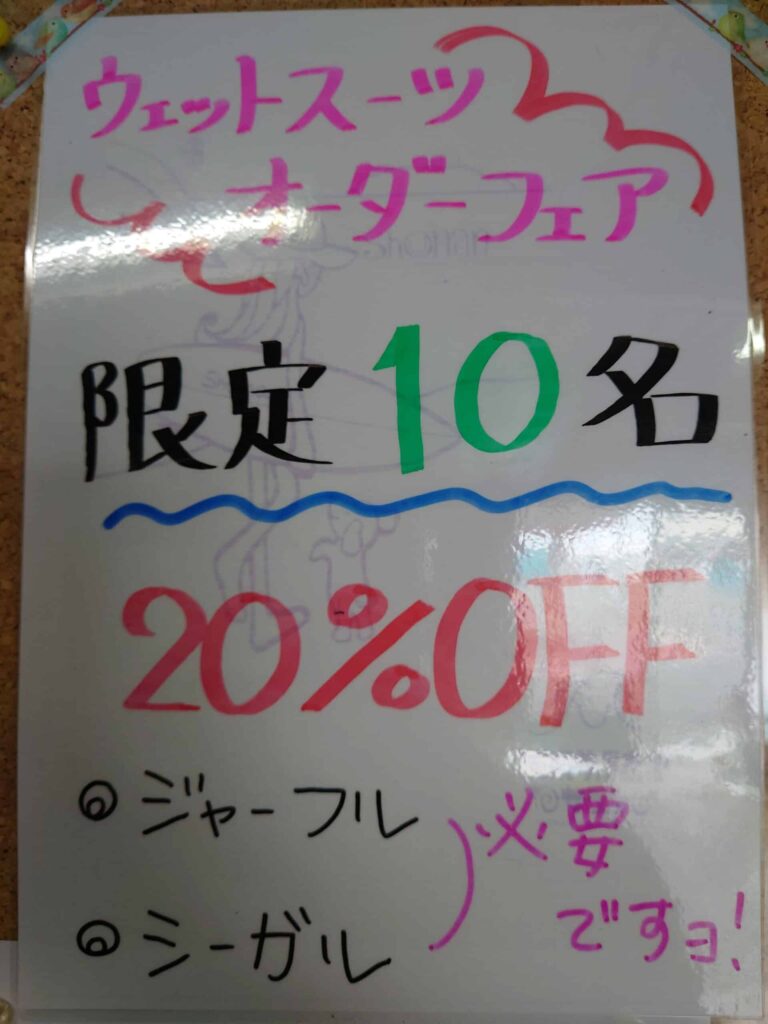 ウェットスーツ
オーダーフェア
限定10名
20%OFF
◎ジャーフル
◎シーガル
必要
ですヨ!